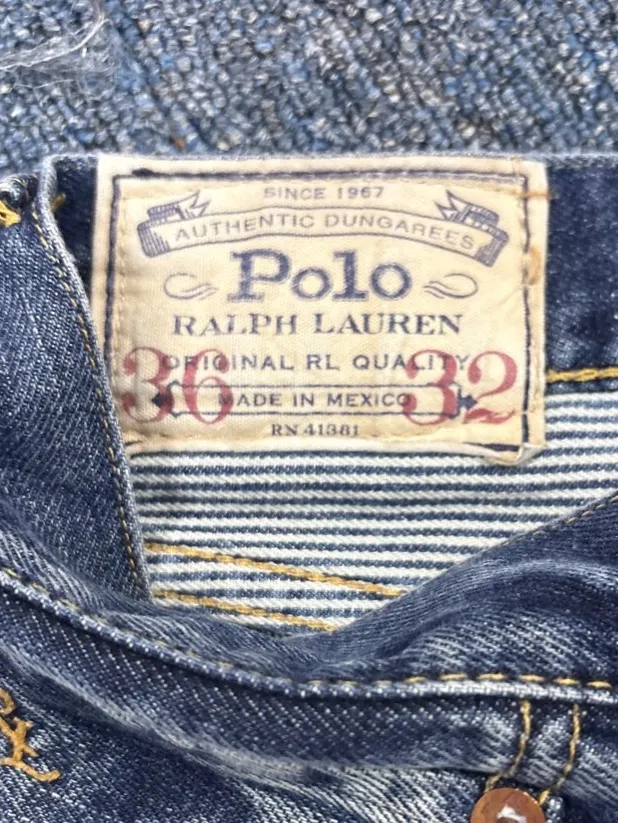 SINCE 1967
AUTHENTIC DUNGAREES
Polo
RALPH LAUREN
ORIGINAL RL QUALITY
36 32
MADE IN MEXICO
RN 41381